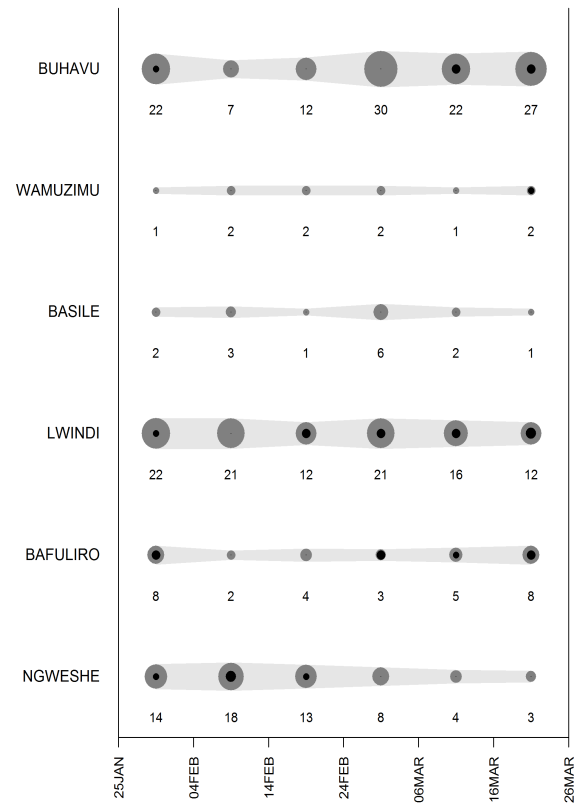 BUHAVU
22 7 12 30 22 27
WAMUZIMU
1 2 2 2 1 2
BASILE
2 3 1 6 2 1
LWINDI
22 21 12 21 16 12
BAFULIRO
8 2 4 3 5 8
NGWESHE
14 18 13 8 4 3
25JAN 04FEB 14FEB 24FEB 06MAR 16MAR 26MAR